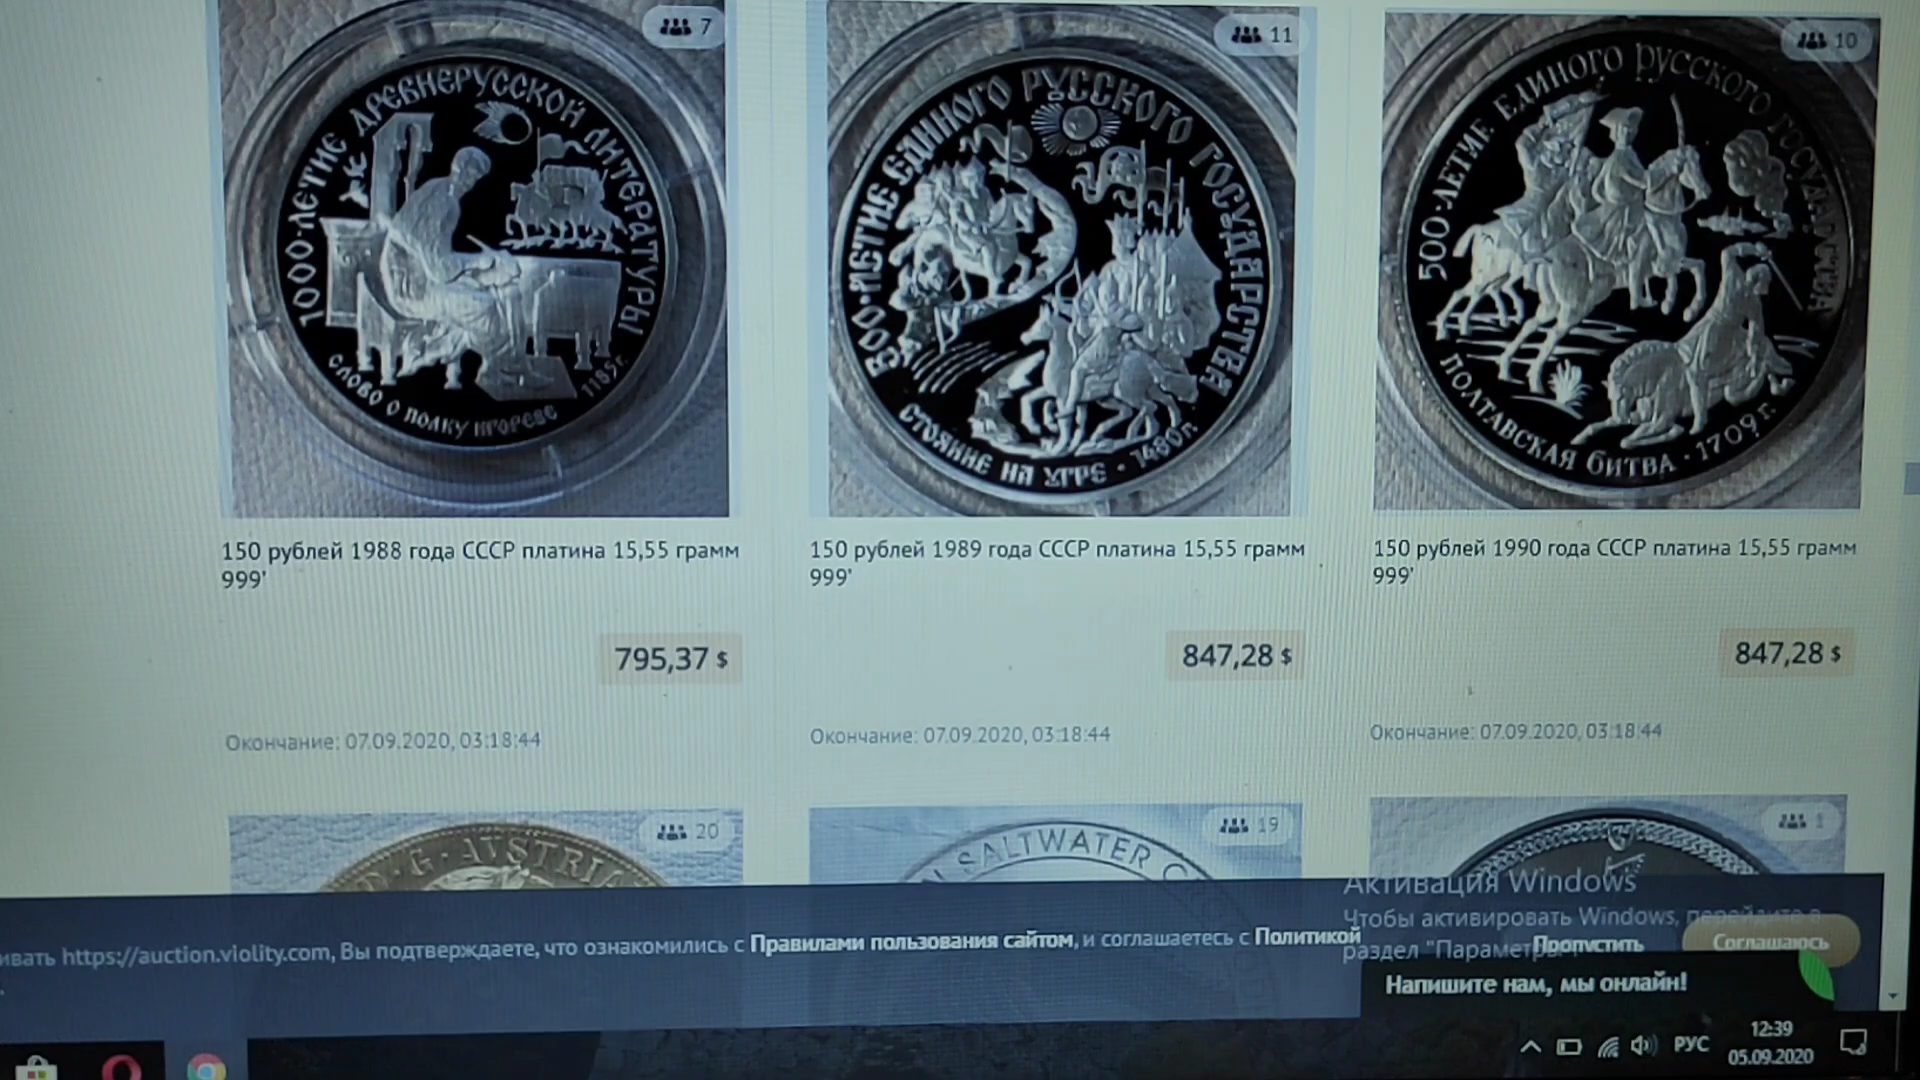 7
11
10
1000-ЛЕТИЕ ДРЕВНЕРУССКОЙ ЛИТЕРАТУРЫ
СЛОВО О ПОЛКУ ИГОРЕВЕ 1185г.
500-ЛЕТИЕ ЕДИНОГО РУССКОГО ГОСУДАРСТВА
СТОЯНИЕ НА УГРЕ · 1480г.
500-ЛЕТИЕ ЕДИНОГО РУССКОГО ГОСУДАРСТВА
ПОЛТАВСКАЯ БИТВА · 1709г.
150 рублей 1988 года СССР платина 15,55 грамм
999'
150 рублей 1989 года СССР платина 15,55 грамм
999'
150 рублей 1990 года СССР платина 15,55 грамм
999'
795,37 $
847,28 $
847,28 $
Окончание: 07.09.2020, 03:18:44
Окончание: 07.09.2020, 03:18:44
Окончание: 07.09.2020, 03:18:44
20
19
1
D·G·AVSTRIA
SALTWATER
Активация Windows
Чтобы активировать Windows, перейдите в
раздел "Параметры
ивать https://auction.violity.com, Вы подтверждаете, что ознакомились с Правилами пользования сайтом, и соглашаетесь с Политикой
Пропустить
Соглашаюсь
Напишите нам, мы онлайн!
РУС
12:39
05.09.2020